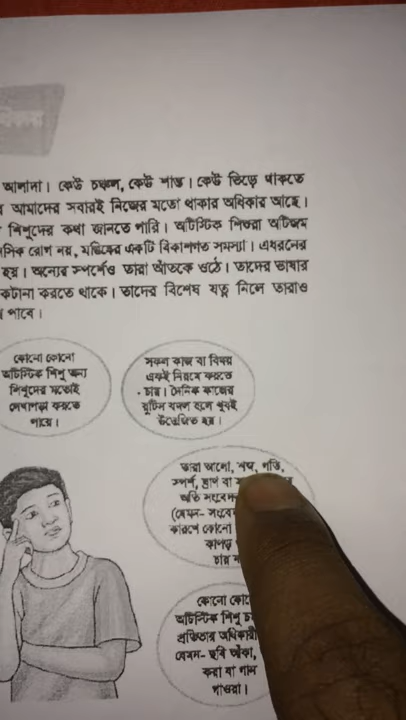 আলাদা। কেউ চঞ্চল, কেউ শান্ত। কেউ ভিড়ে থাকতে
আমাদের সবারই নিজের মতো থাকার অধিকার আছে।
শিশুদের কথা জানতে পারি। অটিস্টিক শিশুরা অটিজম
রোগ নয়, মস্তিষ্কের একটি বিকাশগত সমস্যা। এধরনের
হয়। অন্যের স্পর্শেও তারা আঁতকে ওঠে। তাদের ভাষার
করতে থাকে। তাদের বিশেষ যত্ন নিলে তারাও
পাবে।
কোনো কোনো
অটিস্টিক শিশু অন্য
শিশুদের মতোই
লেখাপড়া করতে
পারে।
সকল কাজ বা বিষয়
একই নিয়মে করতে
চায়। দৈনিক কাজের
রুটিন বদল হলে খুবই
উত্তেজিত হয়।
তারা আলো, শব্দ, গতি,
স্পর্শ, ঘ্রাণ বা
অতি
(যেমন-
কারণে কোনো
কাপড়
চায়
কোনো
অটিস্টিক শিশু
প্রতিভার অধিকারী
যেমন- ছবি আঁকা,
করা বা গান
গাওয়া।